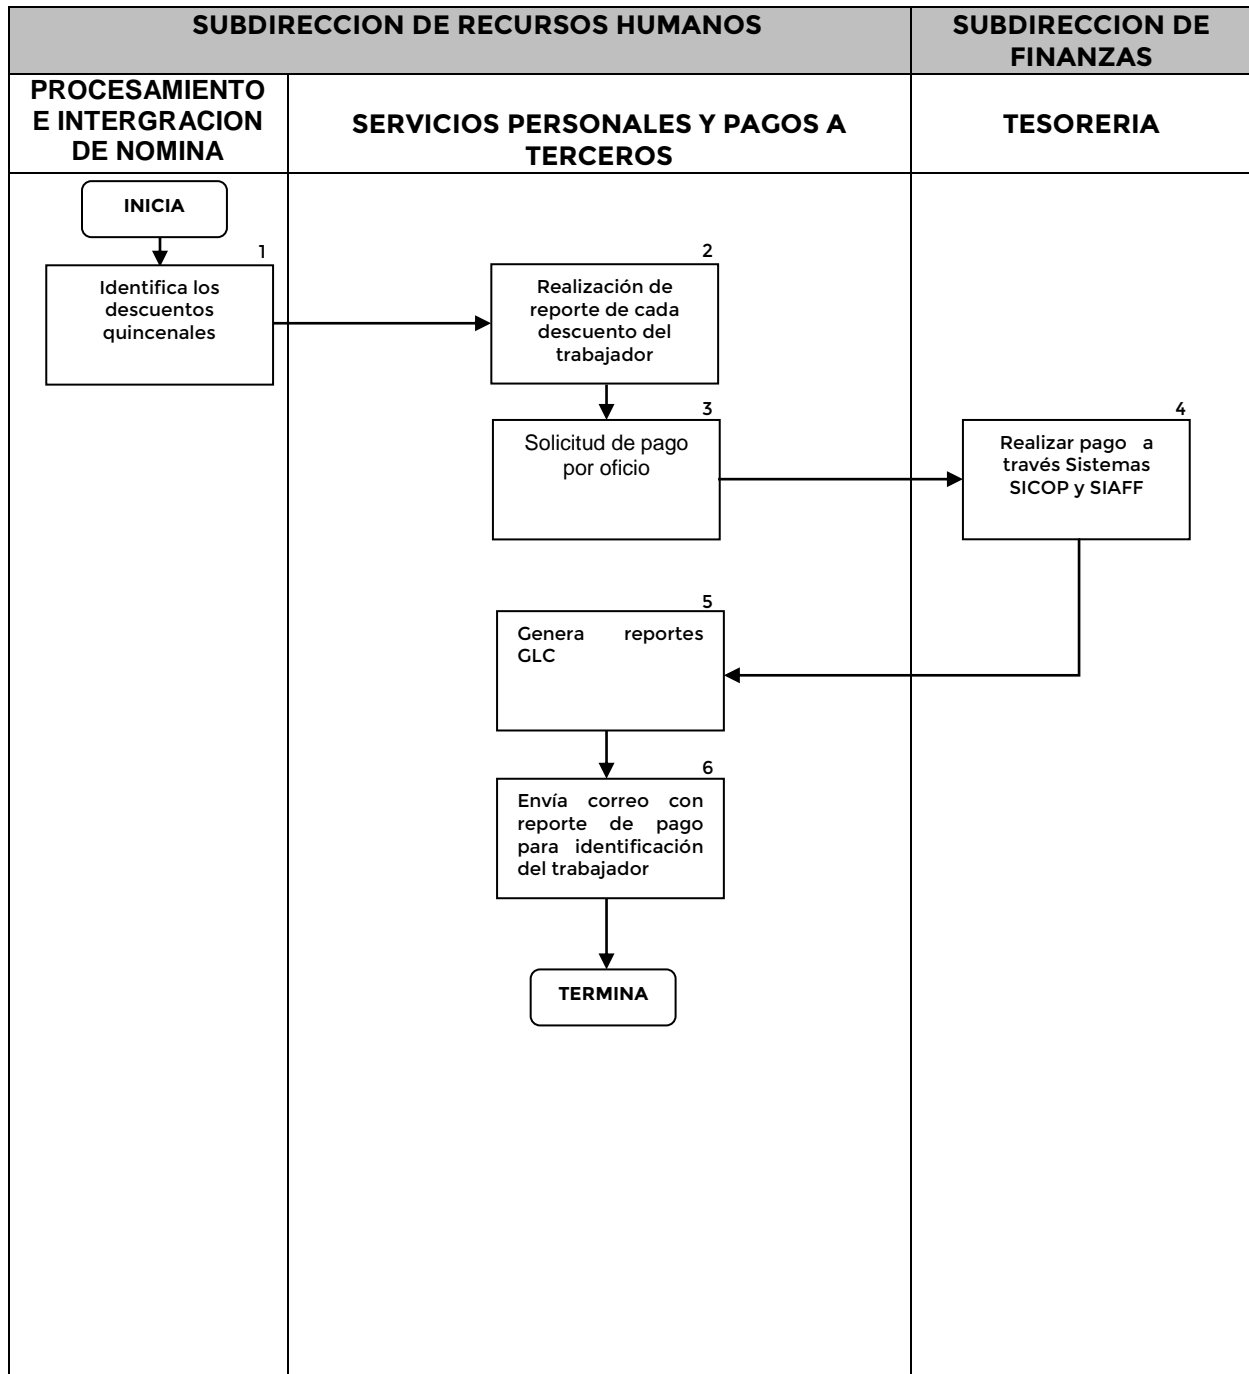 SUBDIRECCION DE RECURSOS HUMANOS
SUBDIRECCION DE
FINANZAS
PROCESAMIENTO
E INTERGRACION
DE NOMINA
SERVICIOS PERSONALES Y PAGOS A
TERCEROS
TESORERIA
INICIA
1
Identifica los
descuentos
quincenales
2
Realización de
reporte de cada
descuento del
trabajador
3
Solicitud de pago
por oficio
4
Realizar pago a
través Sistemas
SICOP y SIAFF
5
Genera reportes
GLC
6
Envía correo con
reporte de pago
para identificación
del trabajador
TERMINA